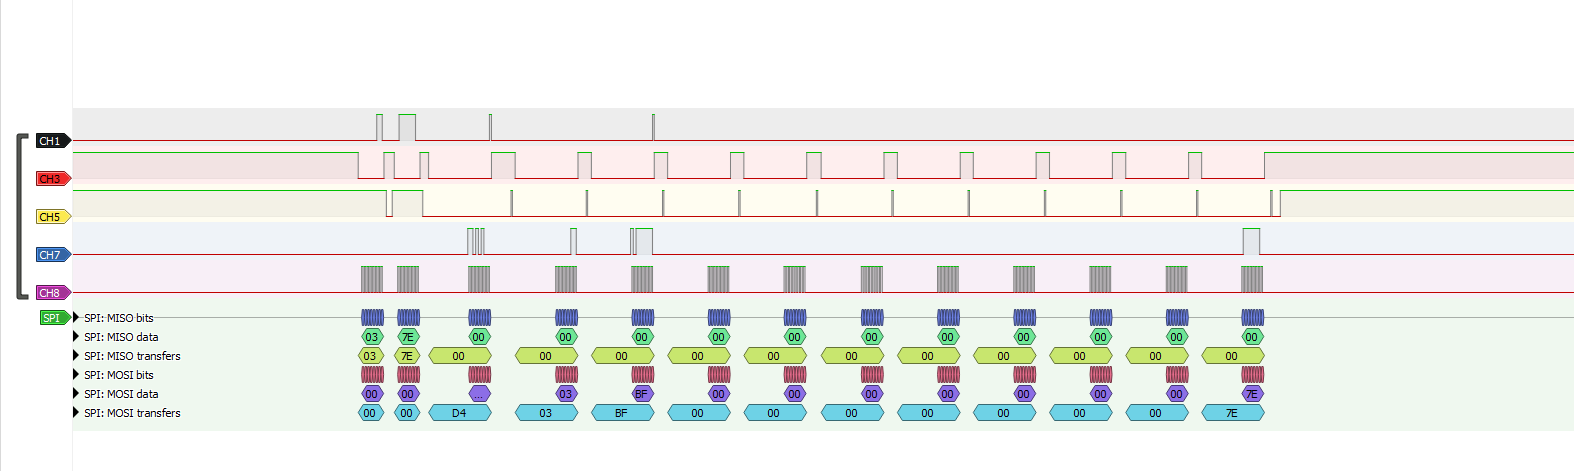 CH1
CH3
CH5
CH7
CH8
SPI SPI: MISO bits
SPI: MISO data 03 7E 00 00 00 00 00 00 00 00 00 00 00
SPI: MISO transfers 03 7E 00 00 00 00 00 00 00 00 00 00 00
SPI: MOSI bits
SPI: MOSI data 00 00 ... 03 BF 00 00 00 00 00 00 00 7E
SPI: MOSI transfers 00 00 D4 03 BF 00 00 00 00 00 00 00 7E